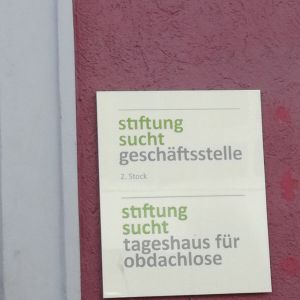 stiftung
sucht
geschäftsstelle
2. Stock
stiftung
sucht
tageshaus für
obdachlose